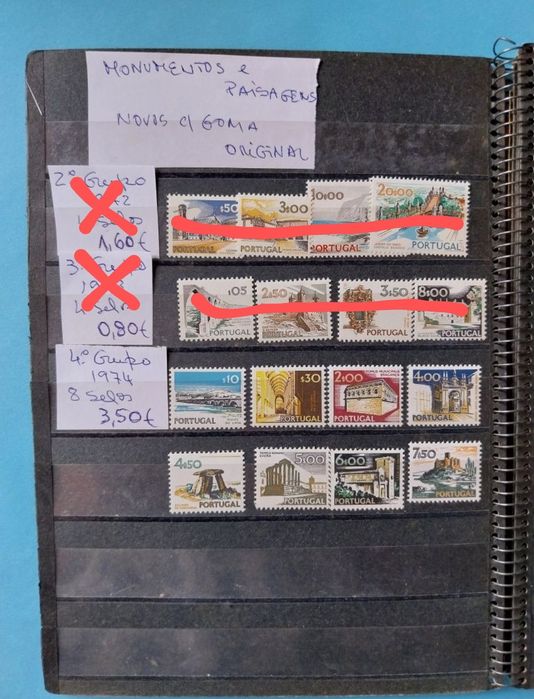 MONUMENTOS e
PAISAGENS
NOVOS C/ GOMA
ORIGINAL
2º Grupo
1,60€
$50
PORTUGAL
3$00
PORTUGAL
10$00
PORTUGAL
20$00
PORTUGAL
3º Grupo
0,80€
$05
PORTUGAL
2$50
PORTUGAL
3$50
PORTUGAL
8$00
PORTUGAL
4º Grupo
1974
8 Selos
3,50€
$10
PORTUGAL
$30
PORTUGAL
2$00
PORTUGAL
4$00
PORTUGAL
4$50
PORTUGAL
5$00
PORTUGAL
6$00
PORTUGAL
7$50
PORTUGAL